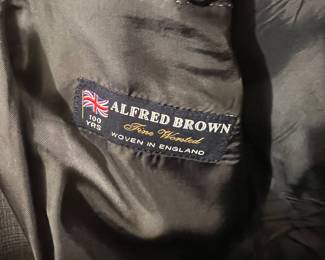 ALFRED BROWN
100
YRS
Fine Worsted
WOVEN IN ENGLAND